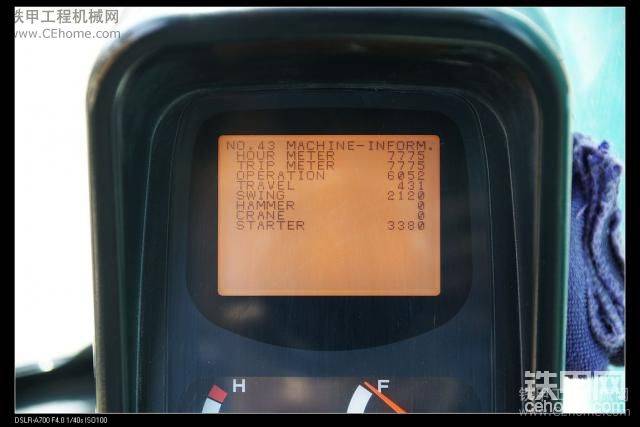 铁甲工程机械网
www.CEhome.com
NO.43 MACHINE-INFORM.
HOUR METER 7775
TRIP METER 7775
OPERATION 6052
TRAVEL 431
SWING 2120
HAMMER 0
CRANE 0
STARTER 3380
H F
铁甲网
cehome.com
DSLR-A700 F4.0 1/40s ISO100